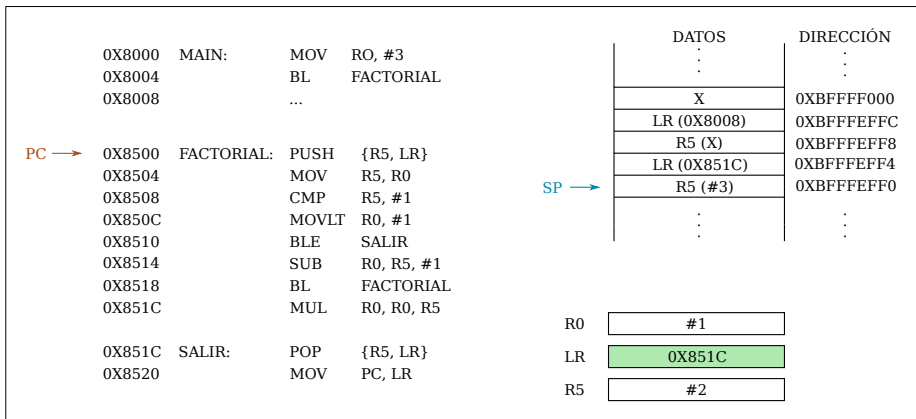 0X8000 MAIN: MOV RO, #3
0X8004 BL FACTORIAL
0X8008 ...
PC
0X8500 FACTORIAL: PUSH {R5, LR}
0X8504 MOV R5, R0
0X8508 CMP R5, #1
0X850C MOVLT R0, #1
0X8510 BLE SALIR
0X8514 SUB R0, R5, #1
0X8518 BL FACTORIAL
0X851C MUL R0, R0, R5
0X851C SALIR: POP {R5, LR}
0X8520 MOV PC, LR
DATOS DIRECCIÓN
X 0XBFFFF000
LR (0X8008) 0XBFFFEFFC
R5 (X) 0XBFFFEFF8
LR (0X851C) 0XBFFFEFF4
SP R5 (#3) 0XBFFFEFF0
R0 #1
LR 0X851C
R5 #2